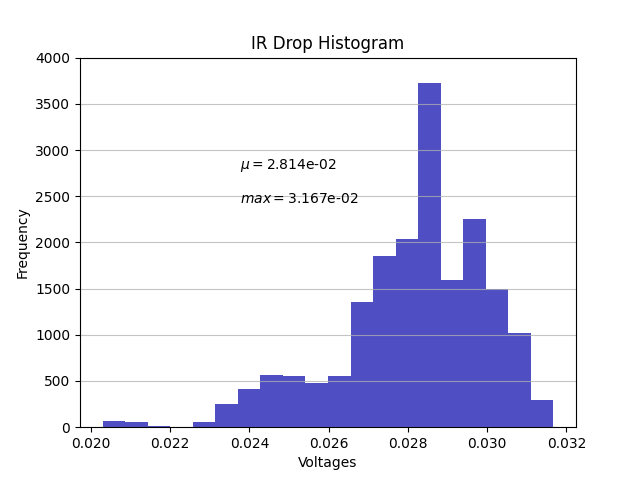 IR Drop Histogram
4000
3500
3000
2500
2000
1500
1000
500
0
Frequency
μ = 2.814e-02
max = 3.167e-02
0.020 0.022 0.024 0.026 0.028 0.030 0.032
Voltages